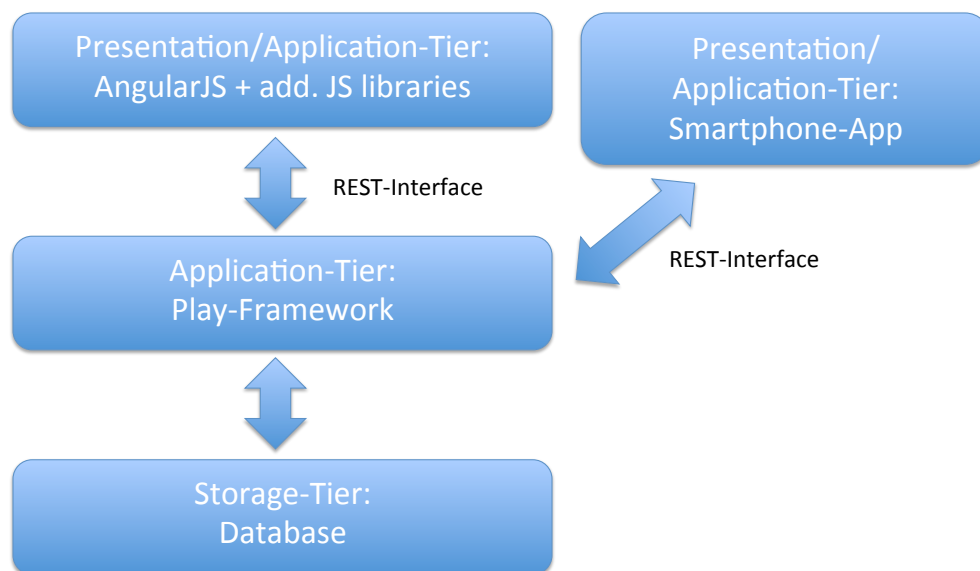 Presentation/Application-Tier:
AngularJS + add. JS libraries
Presentation/
Application-Tier:
Smartphone-App
REST-Interface
REST-Interface
Application-Tier:
Play-Framework
Storage-Tier:
Database